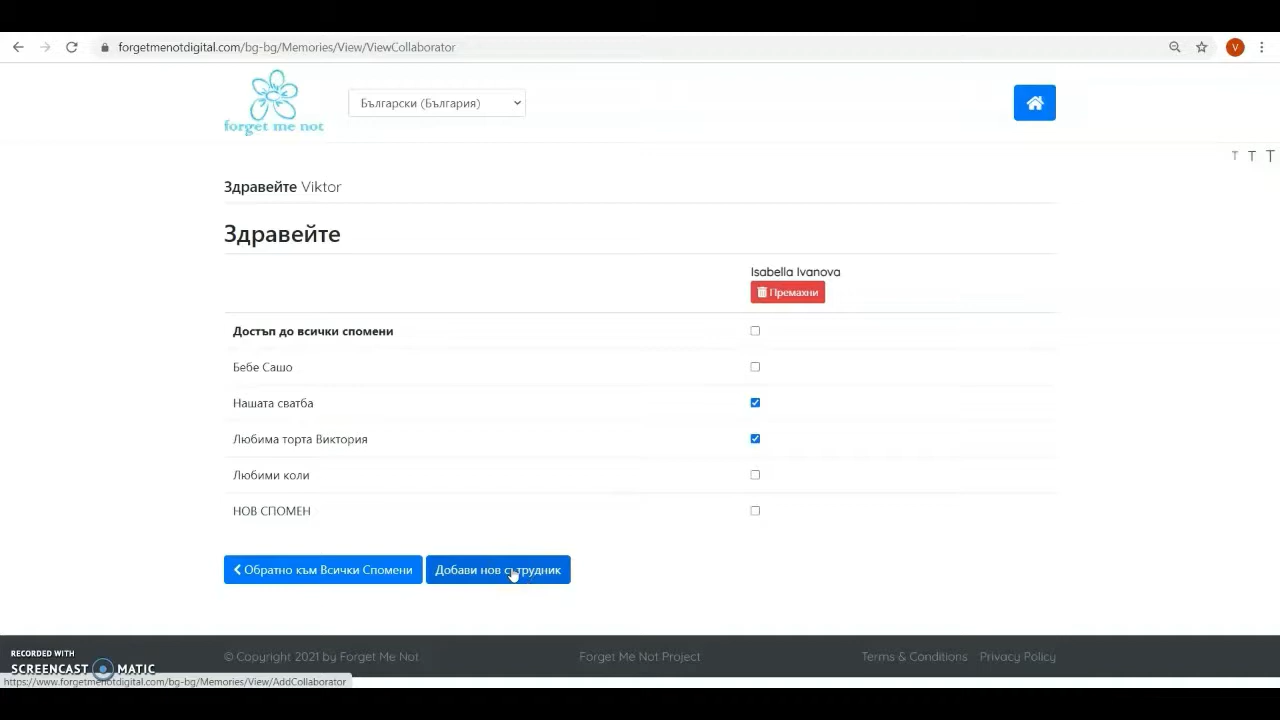 forgetmenotdigital.com/bg-bg/Memories/View/ViewCollaborator
V
forget me not
Български (България)
T T T
Здравейте Viktor
Здравейте
Isabella Ivanova
Премахни
Достъп до всички спомени
Бебе Сашо
Нашата сватба
Любима торта Виктория
Любими коли
НОВ СПОМЕН
Обратно към Всички Спомени
Добави нов сътрудник
RECORDED WITH
SCREENCAST MATIC
© Copyright 2021 by Forget Me Not
Forget Me Not Project
Terms & Conditions
Privacy Policy
https://www.forgetmenotdigital.com/bg-bg/Memories/View/AddCollaborator